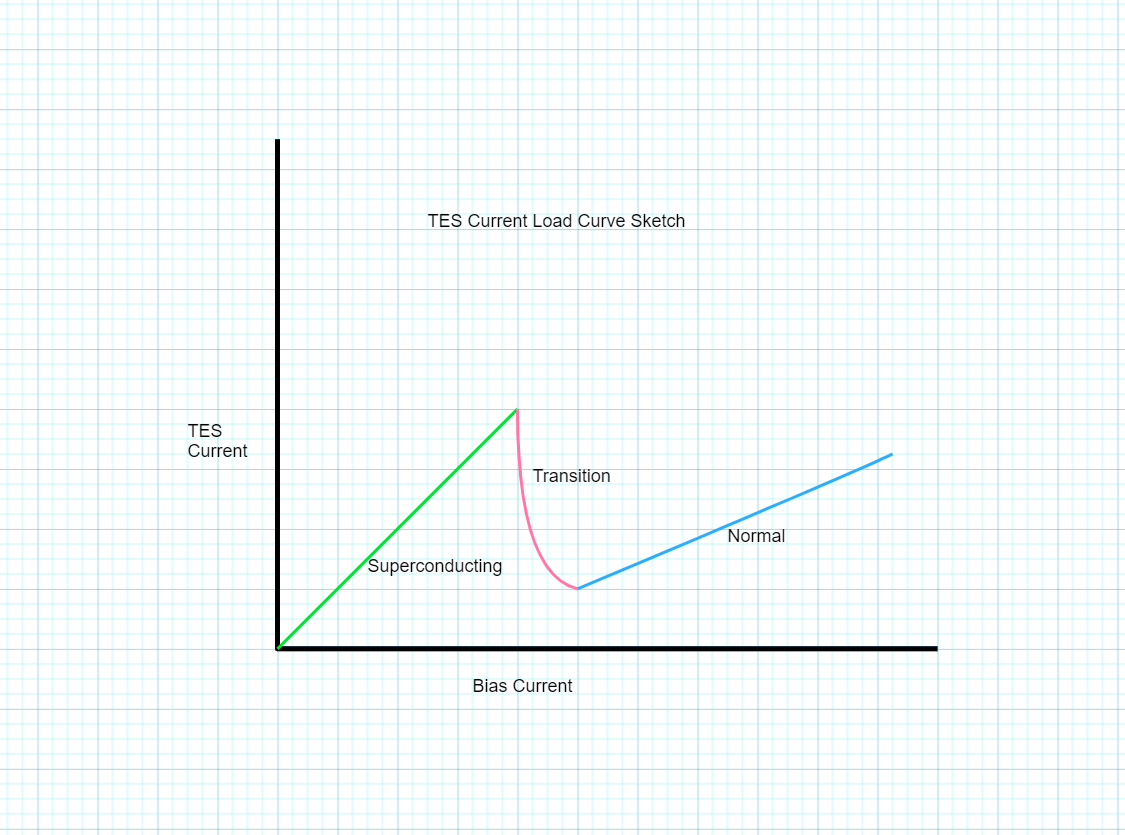 TES Current Load Curve Sketch
TES
Current
Transition
Normal
Superconducting
Bias Current